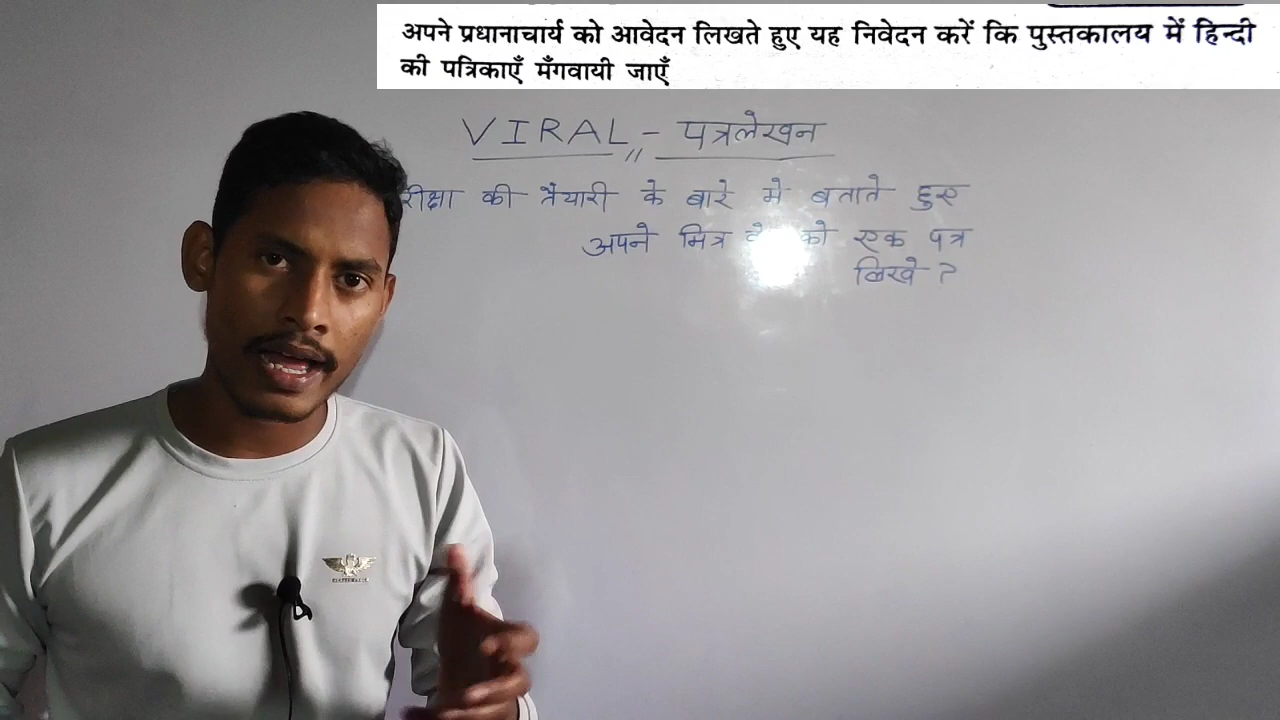 अपने प्रधानाचार्य को आवेदन लिखते हुए यह निवेदन करें कि पुस्तकालय में हिन्दी
की पत्रिकाएँ मँगवायी जाएँ
VIRAL - पत्रलेखन
रीक्षा की तैयारी के बारे मे बताते हुए
अपने मित्र को एक पत्र
लिखे ?